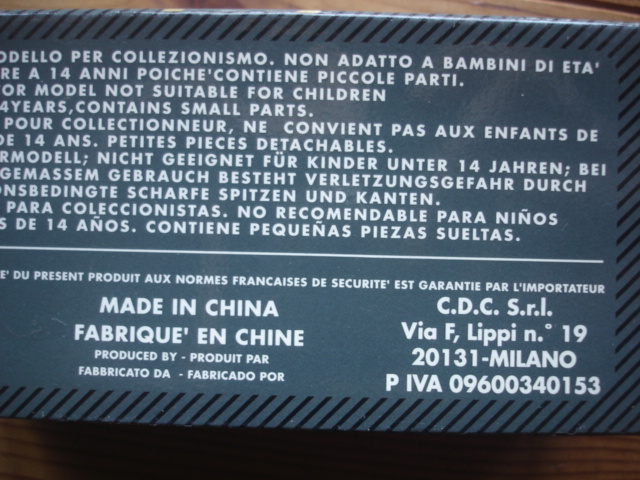 MODELLO PER COLLEZIONISMO. NON ADATTO A BAMBINI DI ETA'
RE A 14 ANNI POICHE'CONTIENE PICCOLE PARTI.
TOR MODEL NOT SUITABLE FOR CHILDREN
4YEARS,CONTAINS SMALL PARTS.
POUR COLLECTIONNEUR, NE CONVIENT PAS AUX ENFANTS DE
DE 14 ANS. PETITES PIECES DETACHABLES.
RMODELL; NICHT GEEIGNET FÜR KINDER UNTER 14 JAHREN; BEI
GEMASSEM GEBRAUCH BESTEHT VERLETZUNGSGEFAHR DURCH
ONSBEDINGTE SCHARFE SPITZEN UND KANTEN.
PARA COLECCIONISTAS. NO RECOMENDABLE PARA NIÑOS
S DE 14 AÑOS. CONTIENE PEQUEÑAS PIEZAS SUELTAS.
E' DU PRESENT PRODUIT AUX NORMES FRANCAISES DE SECURITE' EST GARANTIE PAR L'IMPORTATEUR
MADE IN CHINA
FABRIQUE' EN CHINE
PRODUCED BY - PRODUIT PAR
FABBRICATO DA - FABRICADO POR
C.D.C. S.r.l.
Via F, Lippi n.° 19
20131-MILANO
P IVA 09600340153